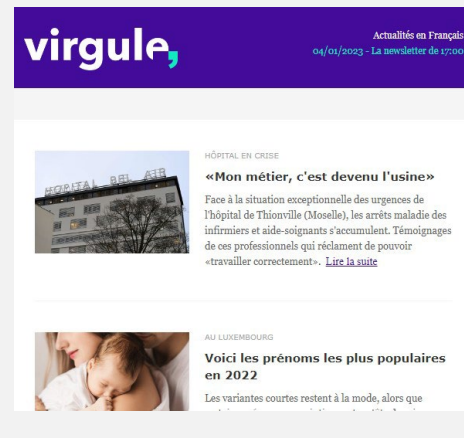 virgule,
Actualités en Français
04/01/2023 - La newsletter de 17:00
HÔPITAL BEL AIR
HÔPITAL EN CRISE
«Mon métier, c'est devenu l'usine»
Face à la situation exceptionnelle des urgences de
l'hôpital de Thionville (Moselle), les arrêts maladie des
infirmiers et aide-soignants s'accumulent. Témoignages
de ces professionnels qui réclament de pouvoir
«travailler correctement». Lire la suite
AU LUXEMBOURG
Voici les prénoms les plus populaires
en 2022
Les variantes courtes restent à la mode, alors que